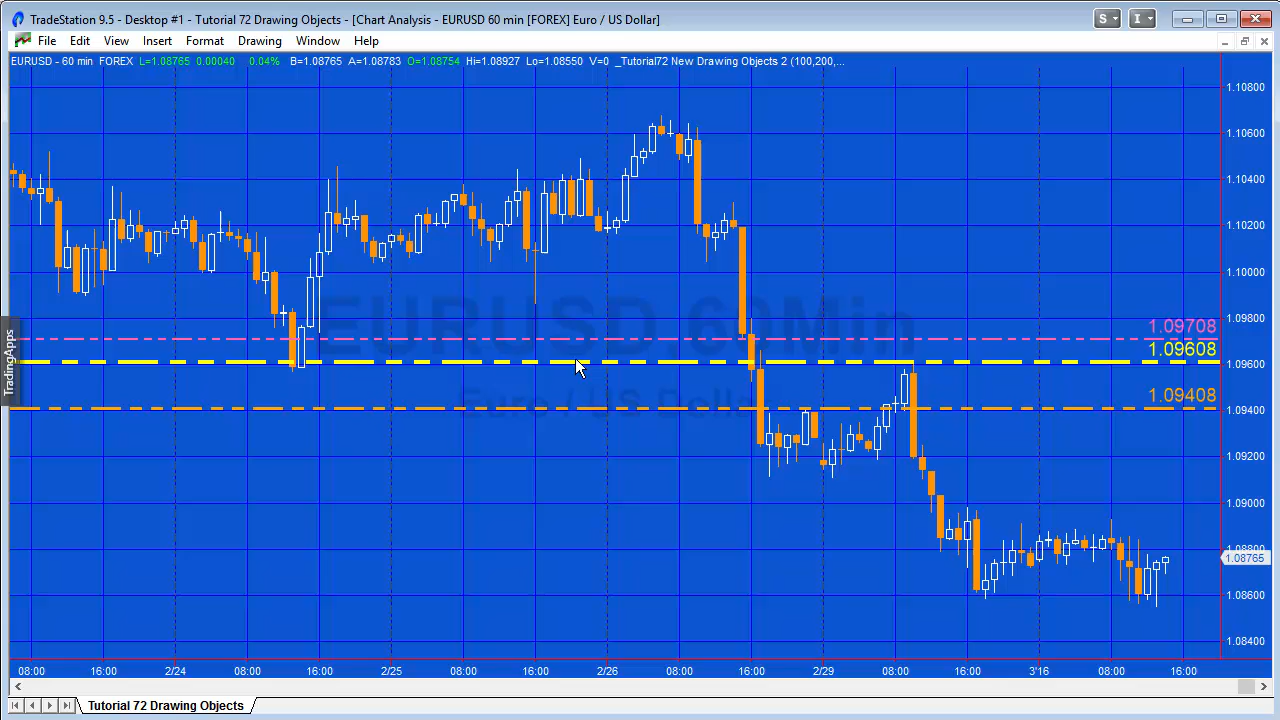 TradeStation 9.5 - Desktop #1 - Tutorial 72 Drawing Objects - [Chart Analysis - EURUSD 60 min [FOREX] Euro / US Dollar]
S I
File Edit View Insert Format Drawing Window Help
EURUSD - 60 min FOREX L=1.08765 0.00040 0.04% B=1.08765 A=1.08783 O=1.08754 Hi=1.08927 Lo=1.08550 V=0 _Tutorial72 New Drawing Objects 2 (100,200,...
1.10800
1.10600
1.10400
1.10200
1.10000
1.09800
EURUSD,60Min
1.09708
1.09608
1.09600
TradingApps
Euro / US Dollar
1.09408
1.09400
1.09200
1.09000
1.08800
1.08765
1.08600
1.08400
08:00 16:00 2/24 08:00 16:00 2/25 08:00 16:00 2/26 08:00 16:00 2/29 08:00 16:00 3'16 08:00 16:00
Tutorial 72 Drawing Objects